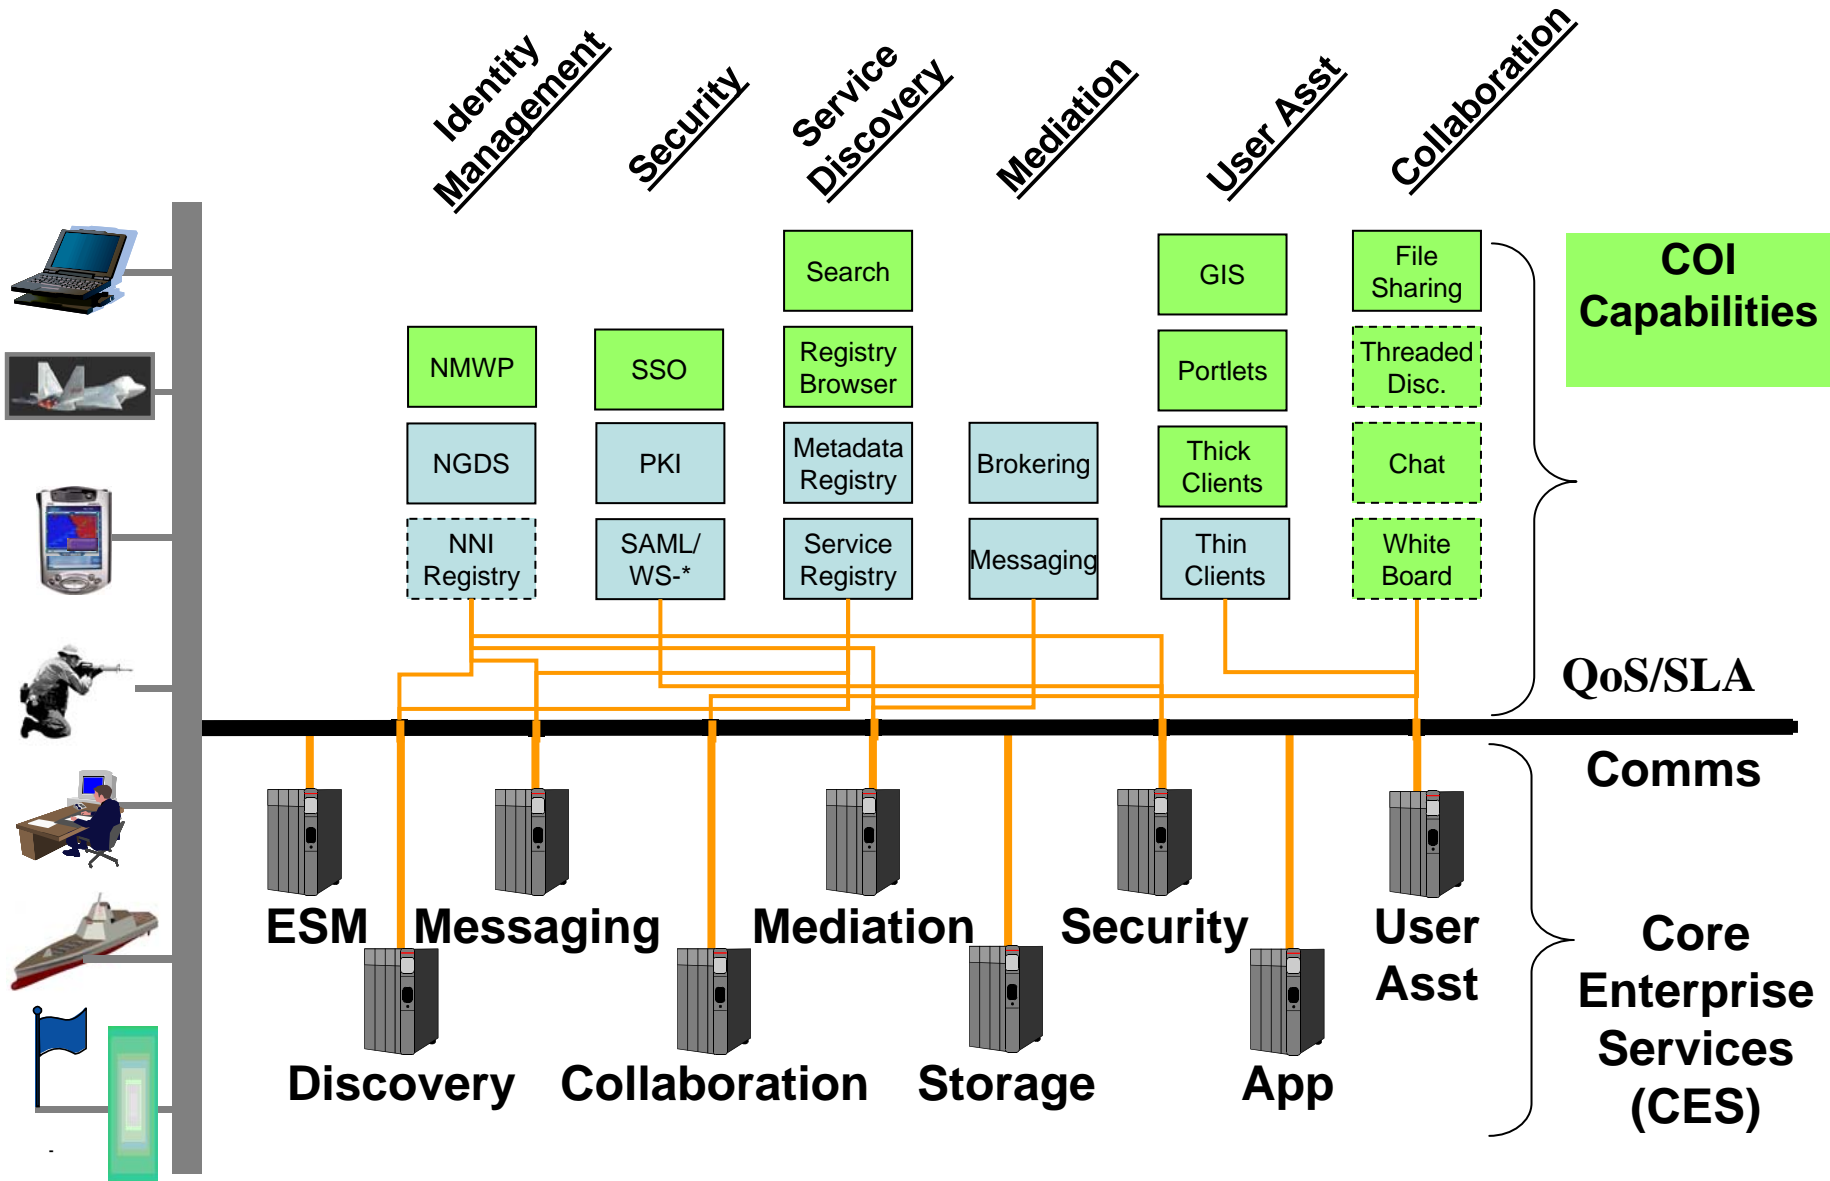 Identity
Management
Security
Service
Discovery
Mediation
User Asst
Collaboration
Search
GIS
File
Sharing
COI
Capabilities
NMWP
SSO
Registry
Browser
Portlets
Threaded
Disc.
NGDS
PKI
Metadata
Registry
Brokering
Thick
Clients
Chat
NNI
Registry
SAML/
WS-*
Service
Registry
Messaging
Thin
Clients
White
Board
QoS/SLA
Comms
ESM
Messaging
Mediation
Security
User
Asst
Discovery
Collaboration
Storage
App
Core
Enterprise
Services
(CES)
-